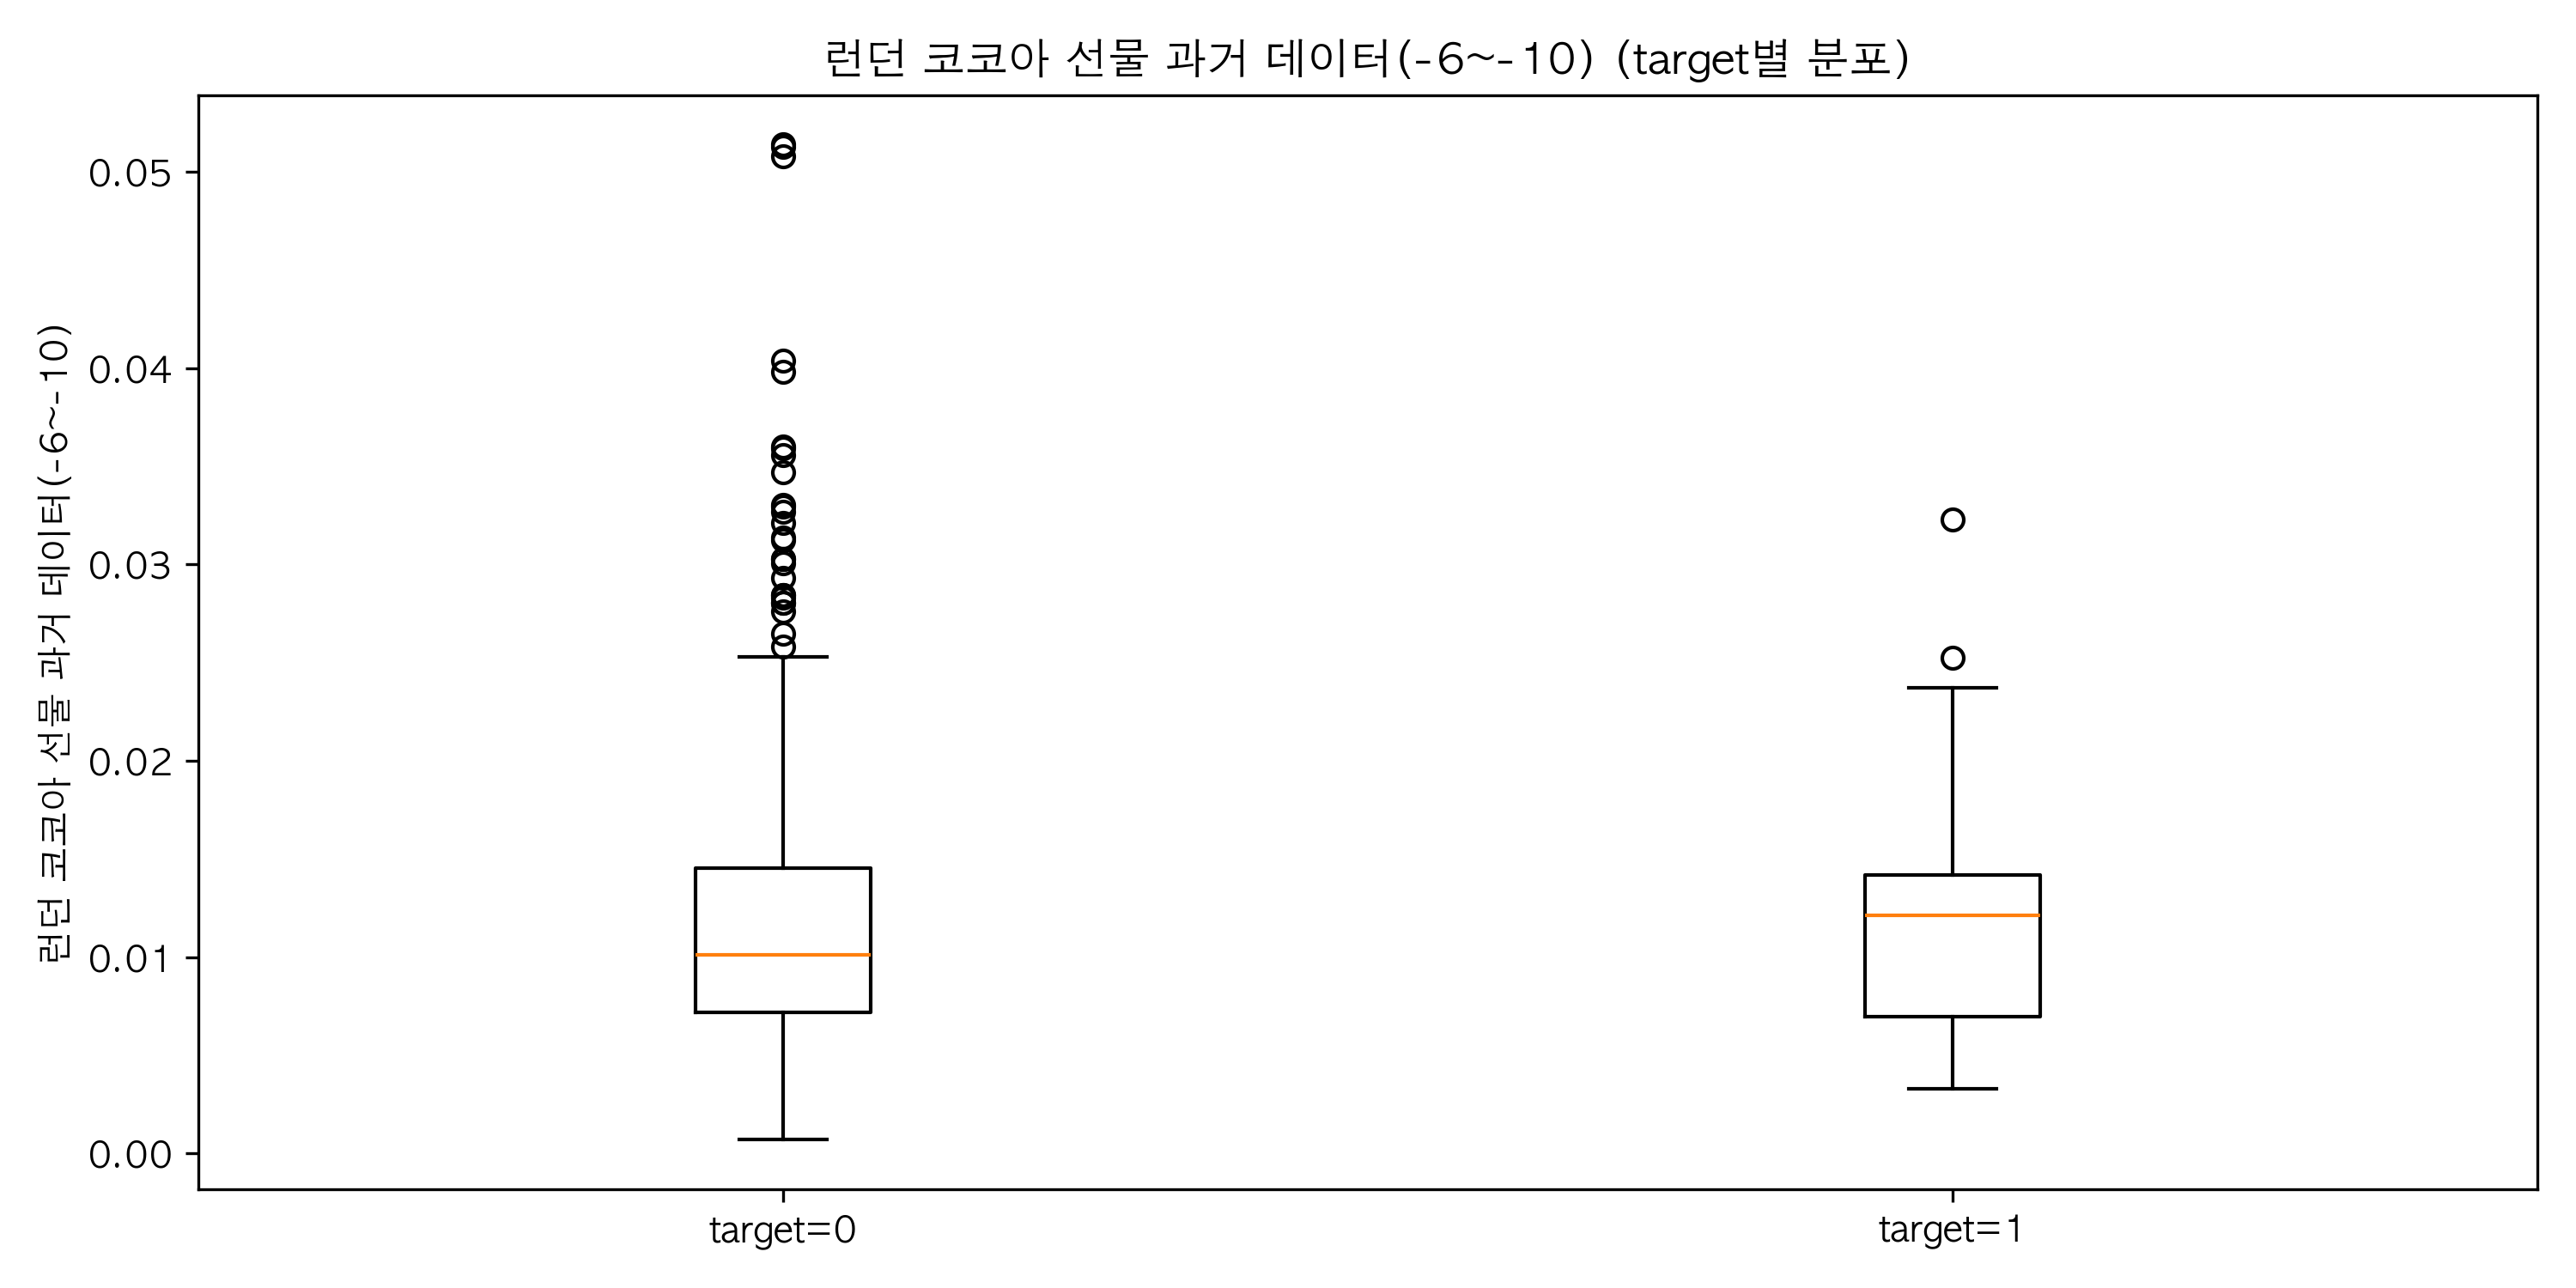 런던 코코아 선물 과거 데이터(-6~-10) (target별 분포)
런던 코코아 선물 과거 데이터(-6~-10)
0.05
0.04
0.03
0.02
0.01
0.00
target=0
target=1